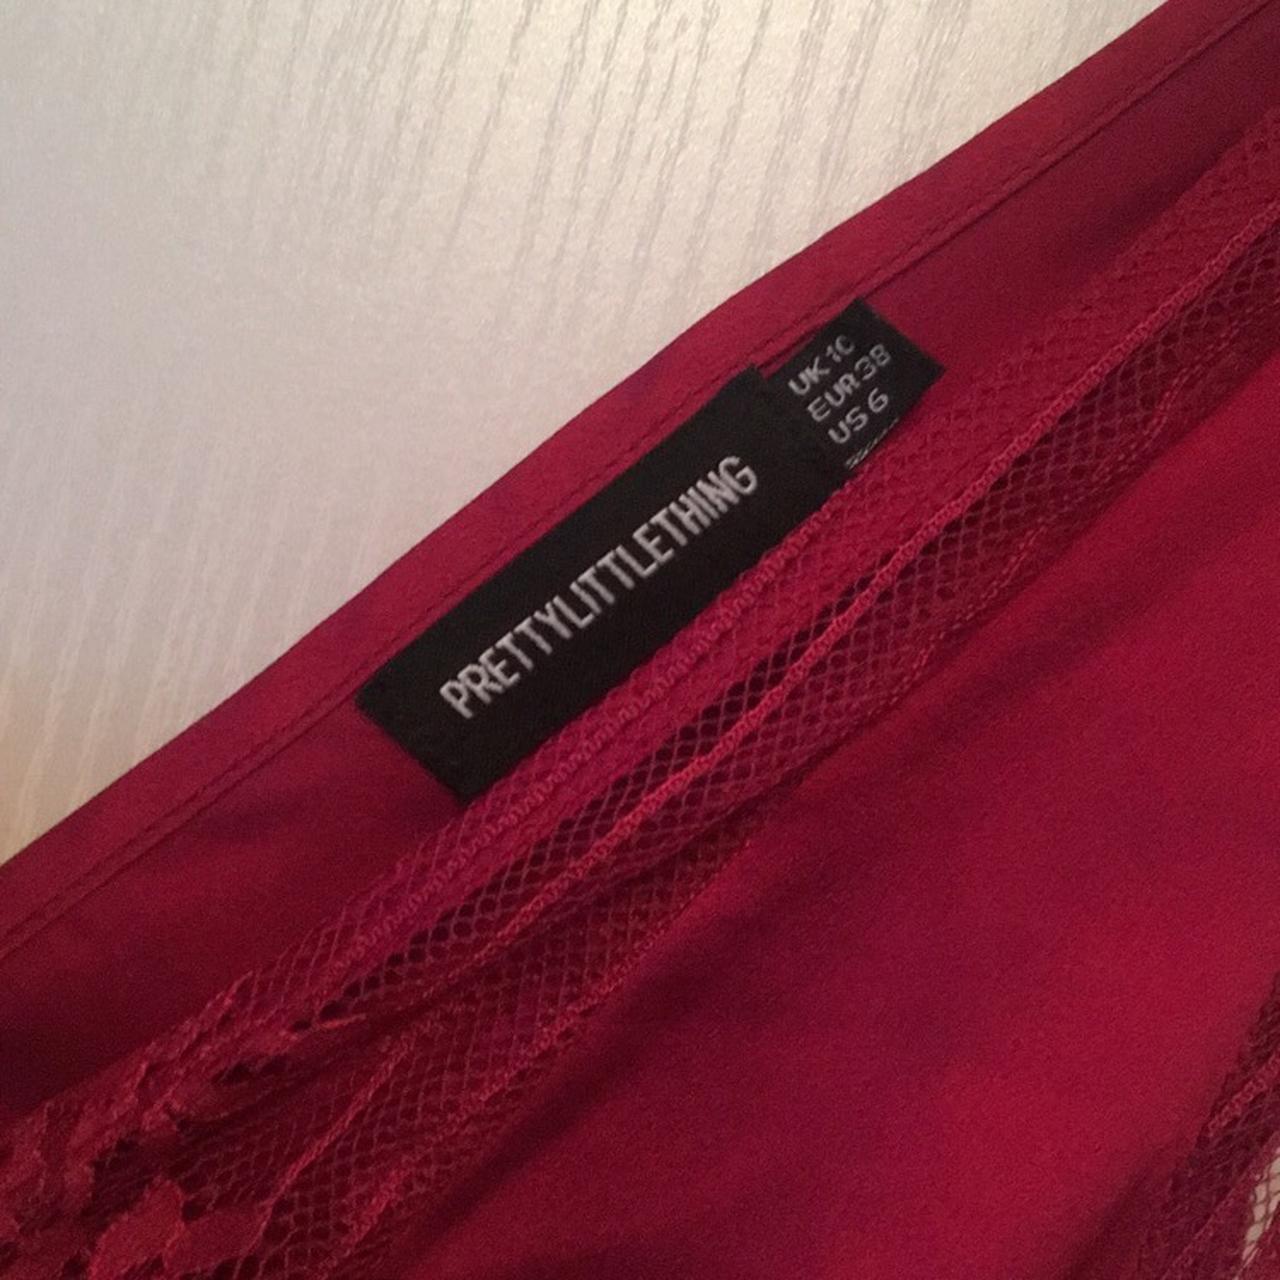 PRETTYLITTLETHING
UK 10
EUR 38
US 6